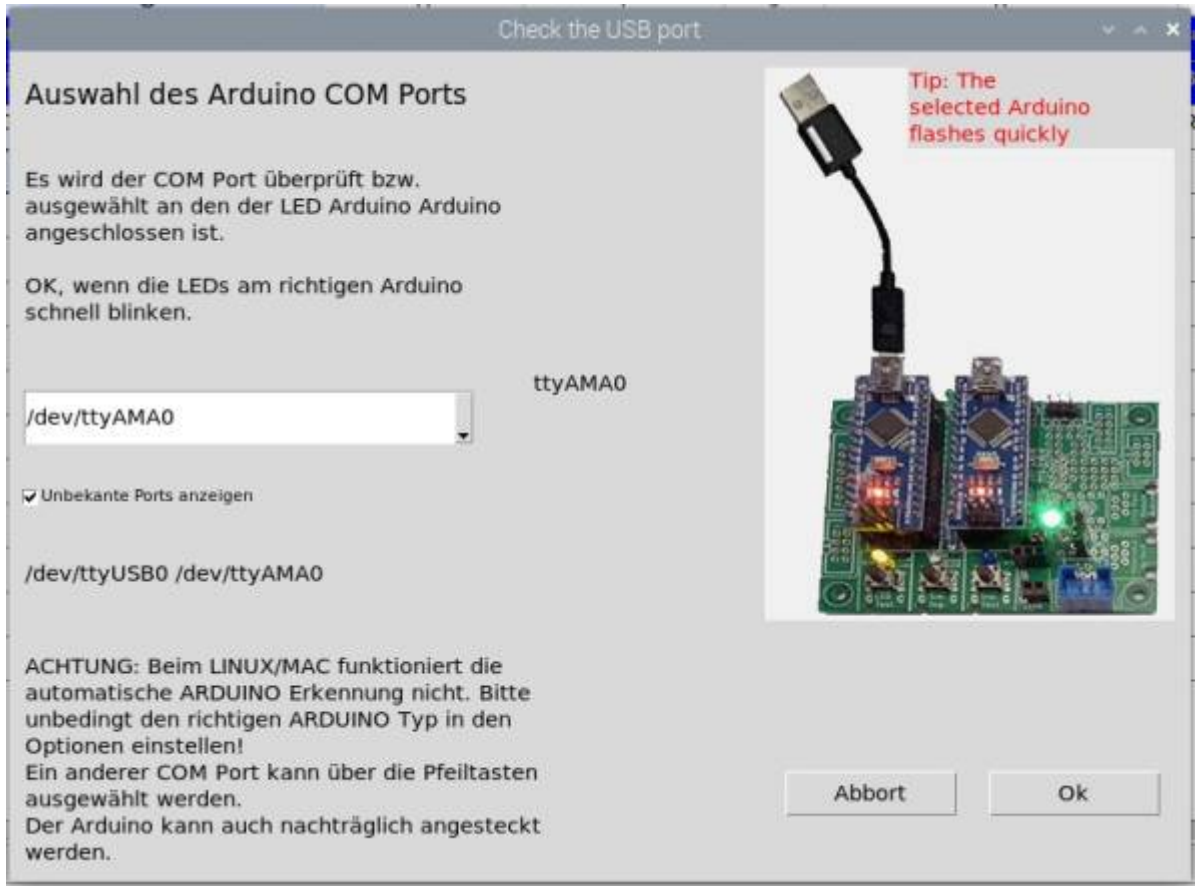 Check the USB port
Auswahl des Arduino COM Ports
Tip: The
selected Arduino
flashes quickly
Es wird der COM Port überprüft bzw.
ausgewählt an den der LED Arduino Arduino
angeschlossen ist.
OK, wenn die LEDs am richtigen Arduino
schnell blinken.
ttyAMA0
/dev/ttyAMA0
Unbekante Ports anzeigen
/dev/ttyUSB0 /dev/ttyAMA0
ACHTUNG: Beim LINUX/MAC funktioniert die
automatische ARDUINO Erkennung nicht. Bitte
unbedingt den richtigen ARDUINO Typ in den
Optionen einstellen!
Ein anderer COM Port kann über die Pfeiltasten
ausgewählt werden.
Der Arduino kann auch nachträglich angesteckt
werden.
Abbort
Ok